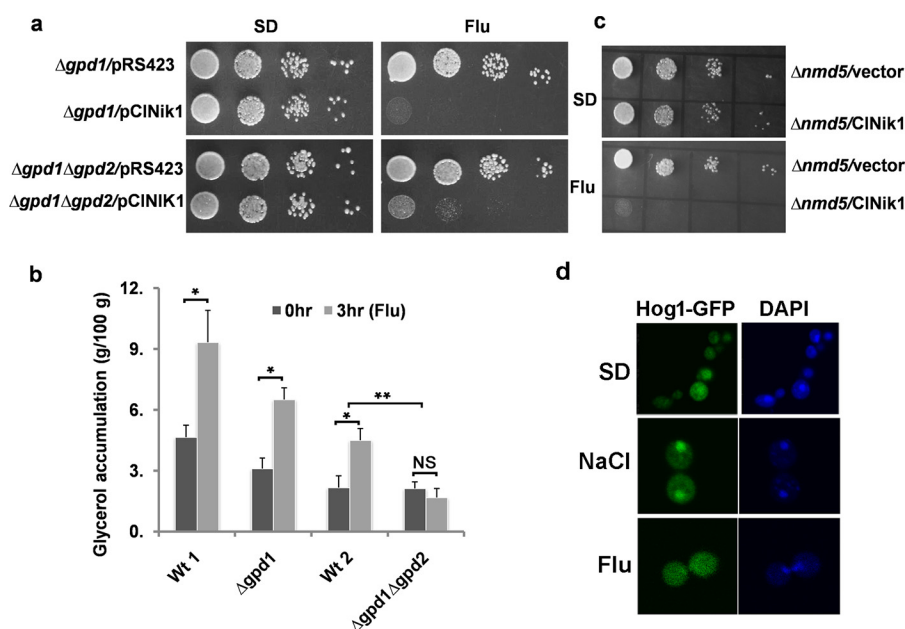 a
SD
Flu
Δgpd1/pRS423
Δgpd1/pClNik1
Δgpd1Δgpd2/pRS423
Δgpd1Δgpd2/pClNIK1
c
SD
Flu
Δnmd5/vector
Δnmd5/ClNik1
Δnmd5/vector
Δnmd5/ClNik1
b
Glycerol accumulation (g/100 g)
12.
9.
6.
3.
0.
0hr
3hr (Flu)
*
*
*
**
NS
Wt 1
Δgpd1
Wt 2
Δgpd1Δgpd2
d
Hog1-GFP
DAPI
SD
NaCl
Flu